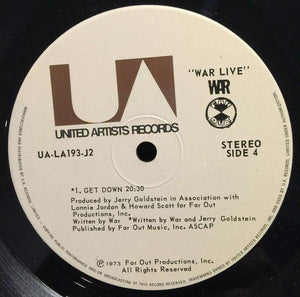 "WAR LIVE"
UA
WAR
FAR OUT
UNITED ARTISTS RECORDS
UA-LA193-J2
STEREO
SIDE 4
*1. GET DOWN 20:30
Produced by Jerry Goldstein in Association with
Lonnie Jordan & Howard Scott for Far Out
Productions, Inc.
Written by War *Written by War and Jerry Goldstein
Published by Far Out Music, Inc. ASCAP
℗ 1973 Far Out Productions, Inc.
All Rights Reserved